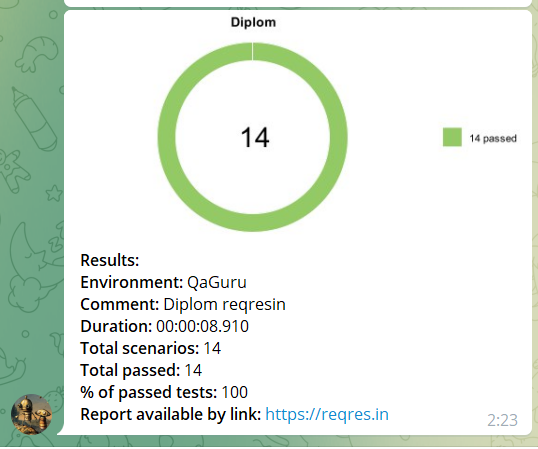 Diplom
14
14 passed
Results:
Environment: QaGuru
Comment: Diplom reqresin
Duration: 00:00:08.910
Total scenarios: 14
Total passed: 14
% of passed tests: 100
Report available by link: https://reqres.in
2:23